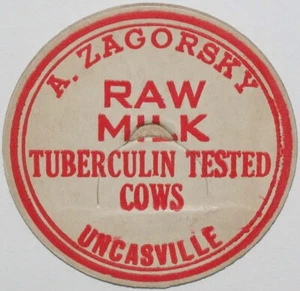 A. ZAGORSKY
RAW
MILK
TUBERCULIN TESTED
COWS
UNCASVILLE